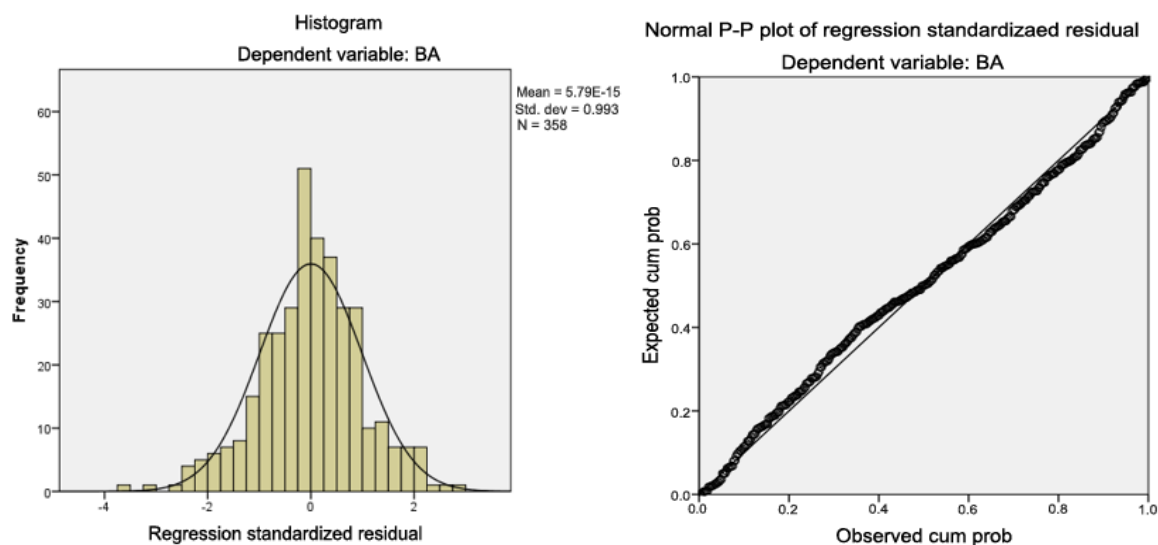 Histogram
Dependent variable: BA
Mean = 5.79E-15
Std. dev = 0.993
N = 358
60
50
40
30
20
10
0
Frequency
-4
-2
0
2
Regression standardized residual
Normal P-P plot of regression standardizaed residual
Dependent variable: BA
1.0
0.8
0.6
0.4
0.2
0.0
Expected cum prob
0.0
0.2
0.4
0.6
0.8
1.0
Observed cum prob